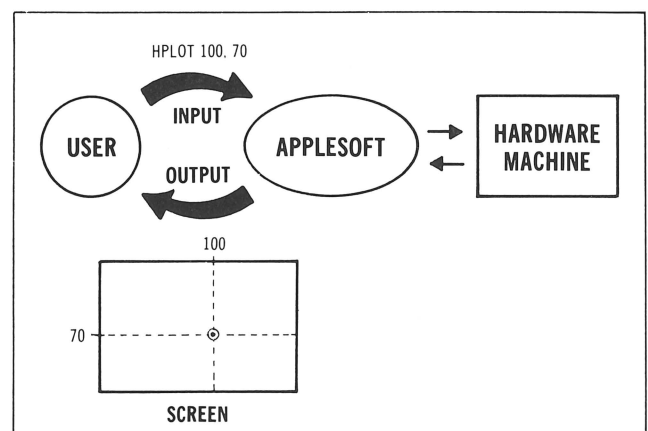 HPLOT 100, 70
INPUT
USER
APPLESOFT
HARDWARE
MACHINE
OUTPUT
100
70
SCREEN